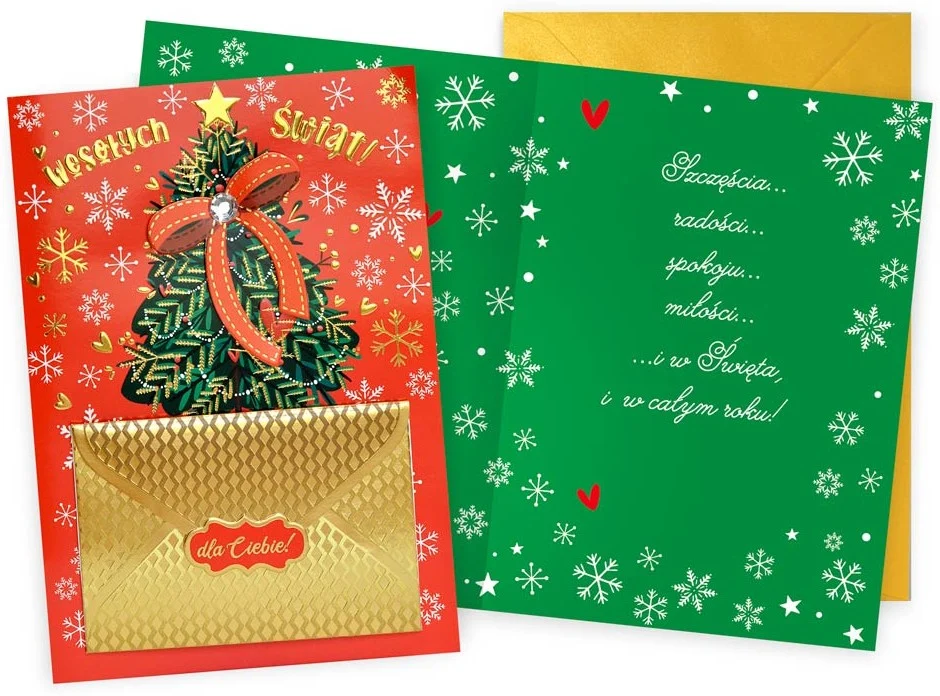 Wesołych Świąt!
dla Ciebie!
Szczęścia...
radości...
spokoju...
miłości...
...i w Święta,
i w całym roku!